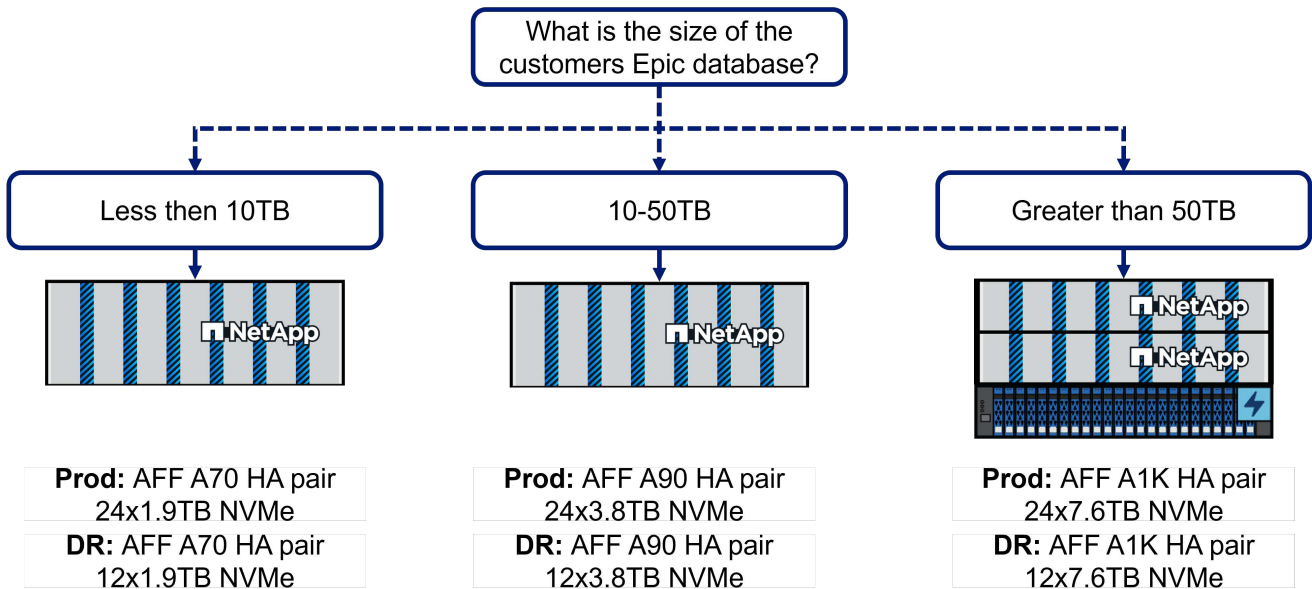 What is the size of the
customers Epic database?
Less then 10TB
10-50TB
Greater than 50TB
NetApp
NetApp
NetApp
NetApp
Prod: AFF A70 HA pair
24x1.9TB NVMe
DR: AFF A70 HA pair
12x1.9TB NVMe
Prod: AFF A90 HA pair
24x3.8TB NVMe
DR: AFF A90 HA pair
12x3.8TB NVMe
Prod: AFF A1K HA pair
24x7.6TB NVMe
DR: AFF A1K HA pair
12x7.6TB NVMe